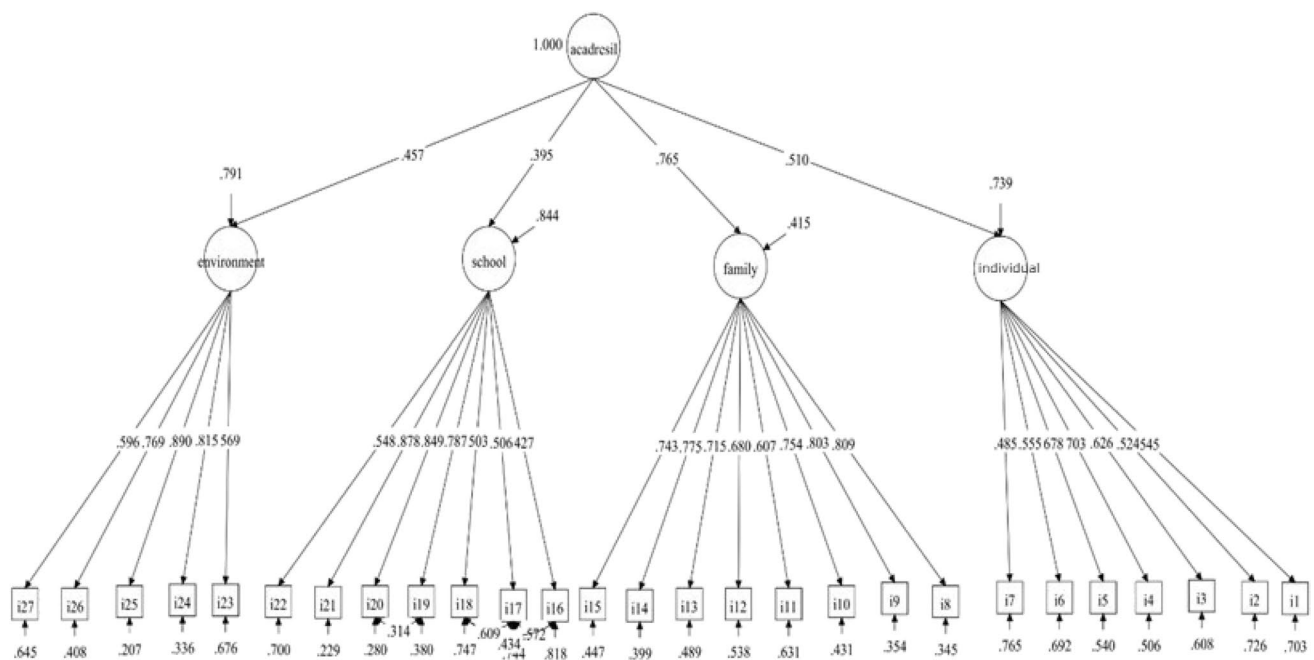 1.000 acadresil
.457 .395 .765 .510
.791 .844 .415 .739
environment school family individual
.596 .769 .890 .815 .569 .548 .878 .849 .787 .503 .506 .427 .743 .775 .715 .680 .607 .754 .803 .809 .485 .555 .678 .703 .626 .524 .545
i27 i26 i25 i24 i23 i22 i21 i20 i19 i18 i17 i16 i15 i14 i13 i12 i11 i10 i9 i8 i7 i6 i5 i4 i3 i2 i1
.314 .609 .434 .572
.645 .408 .207 .336 .676 .700 .229 .280 .380 .747 .744 .818 .447 .399 .489 .538 .631 .431 .354 .345 .765 .692 .540 .506 .608 .726 .703